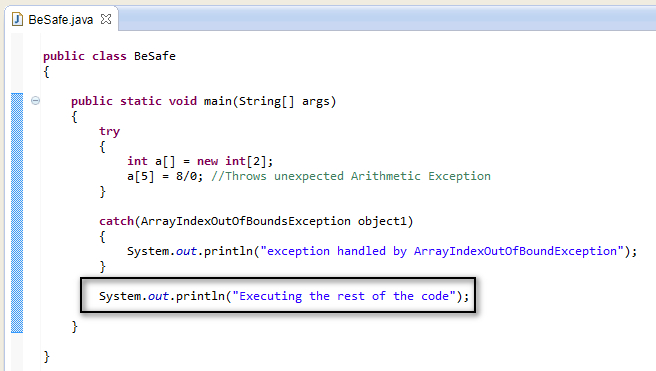 BeSafe.java
public class BeSafe
{
public static void main(String[] args)
{
try
{
int a[] = new int[2];
a[5] = 8/0; //Throws unexpected Arithmetic Exception
}
catch(ArrayIndexOutOfBoundsException object1)
{
System.out.println("exception handled by ArrayIndexOutOfBoundException");
}
System.out.println("Executing the rest of the code");
}
}